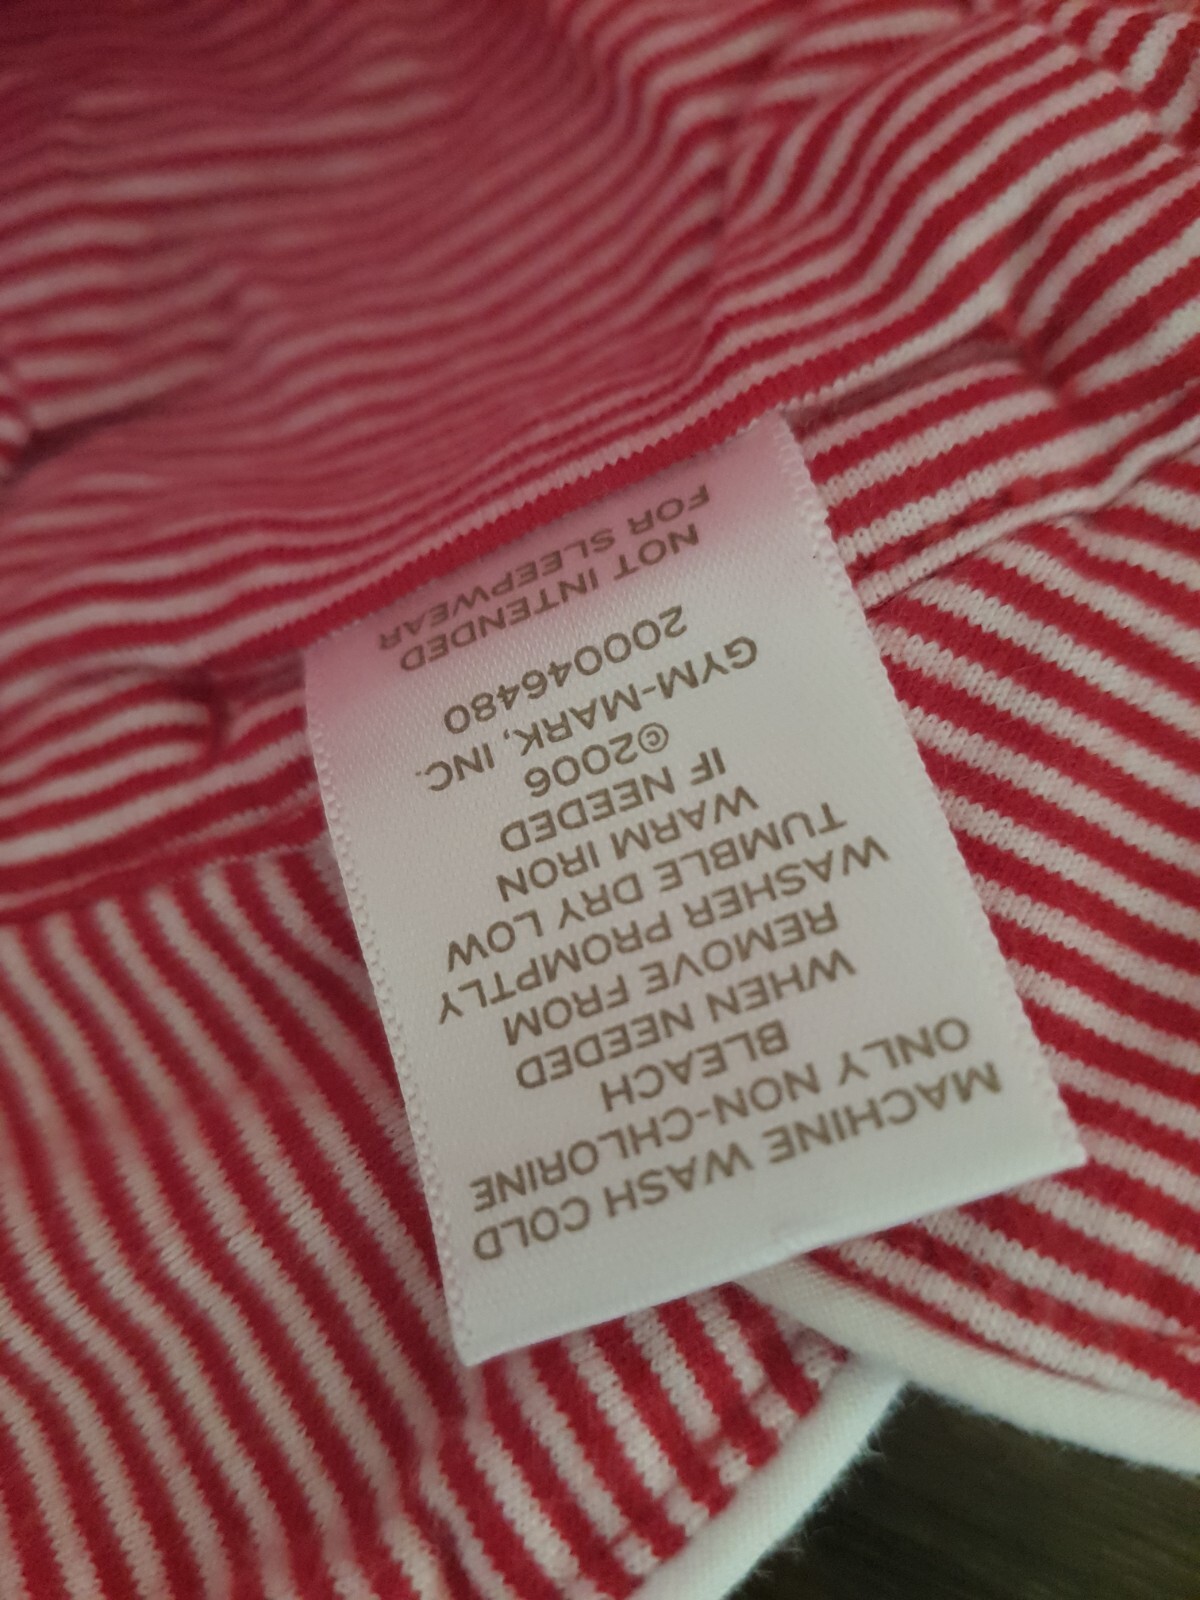 MACHINE WASH COLD
ONLY NON-CHLORINE
BLEACH
WHEN NEEDED
REMOVE FROM
WASHER PROMPTLY
TUMBLE DRY LOW
WARM IRON
IF NEEDED
©2006
GYM-MARK, INC.
200046480
NOT INTENDED
FOR SLEEPWEAR